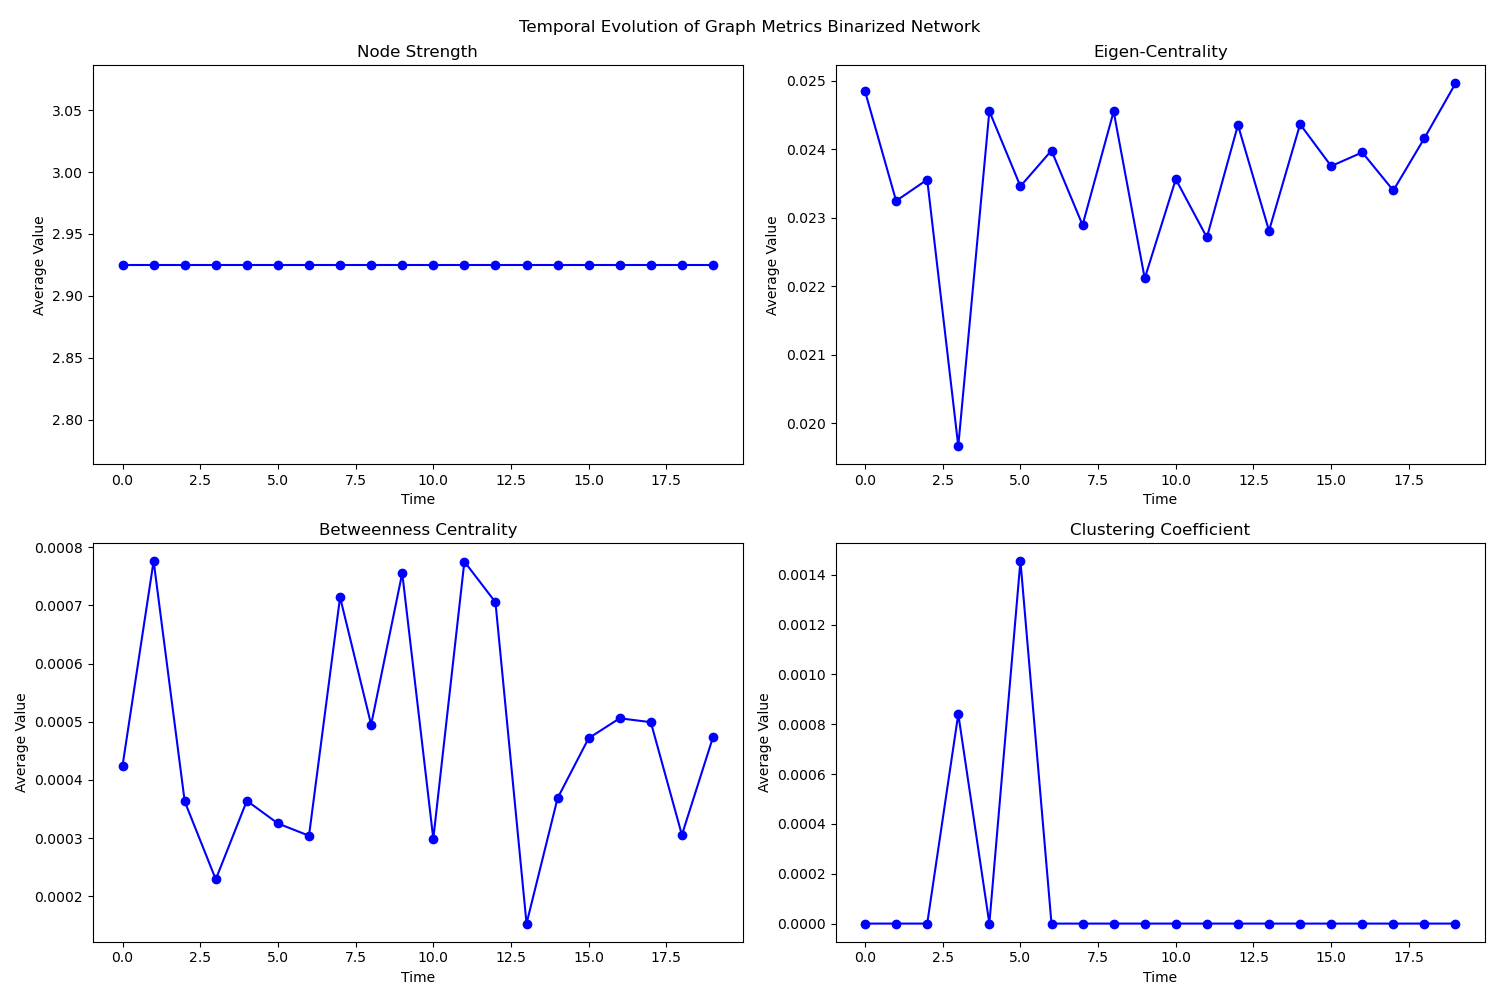 Temporal Evolution of Graph Metrics Binarized Network
Node Strength
3.05
3.00
2.95
2.90
2.85
2.80
Average Value
0.0 2.5 5.0 7.5 10.0 12.5 15.0 17.5
Time
Eigen-Centrality
0.025
0.024
0.023
0.022
0.021
0.020
Average Value
0.0 2.5 5.0 7.5 10.0 12.5 15.0 17.5
Time
Betweenness Centrality
0.0008
0.0007
0.0006
0.0005
0.0004
0.0003
0.0002
Average Value
0.0 2.5 5.0 7.5 10.0 12.5 15.0 17.5
Time
Clustering Coefficient
0.0014
0.0012
0.0010
0.0008
0.0006
0.0004
0.0002
0.0000
Average Value
0.0 2.5 5.0 7.5 10.0 12.5 15.0 17.5
Time